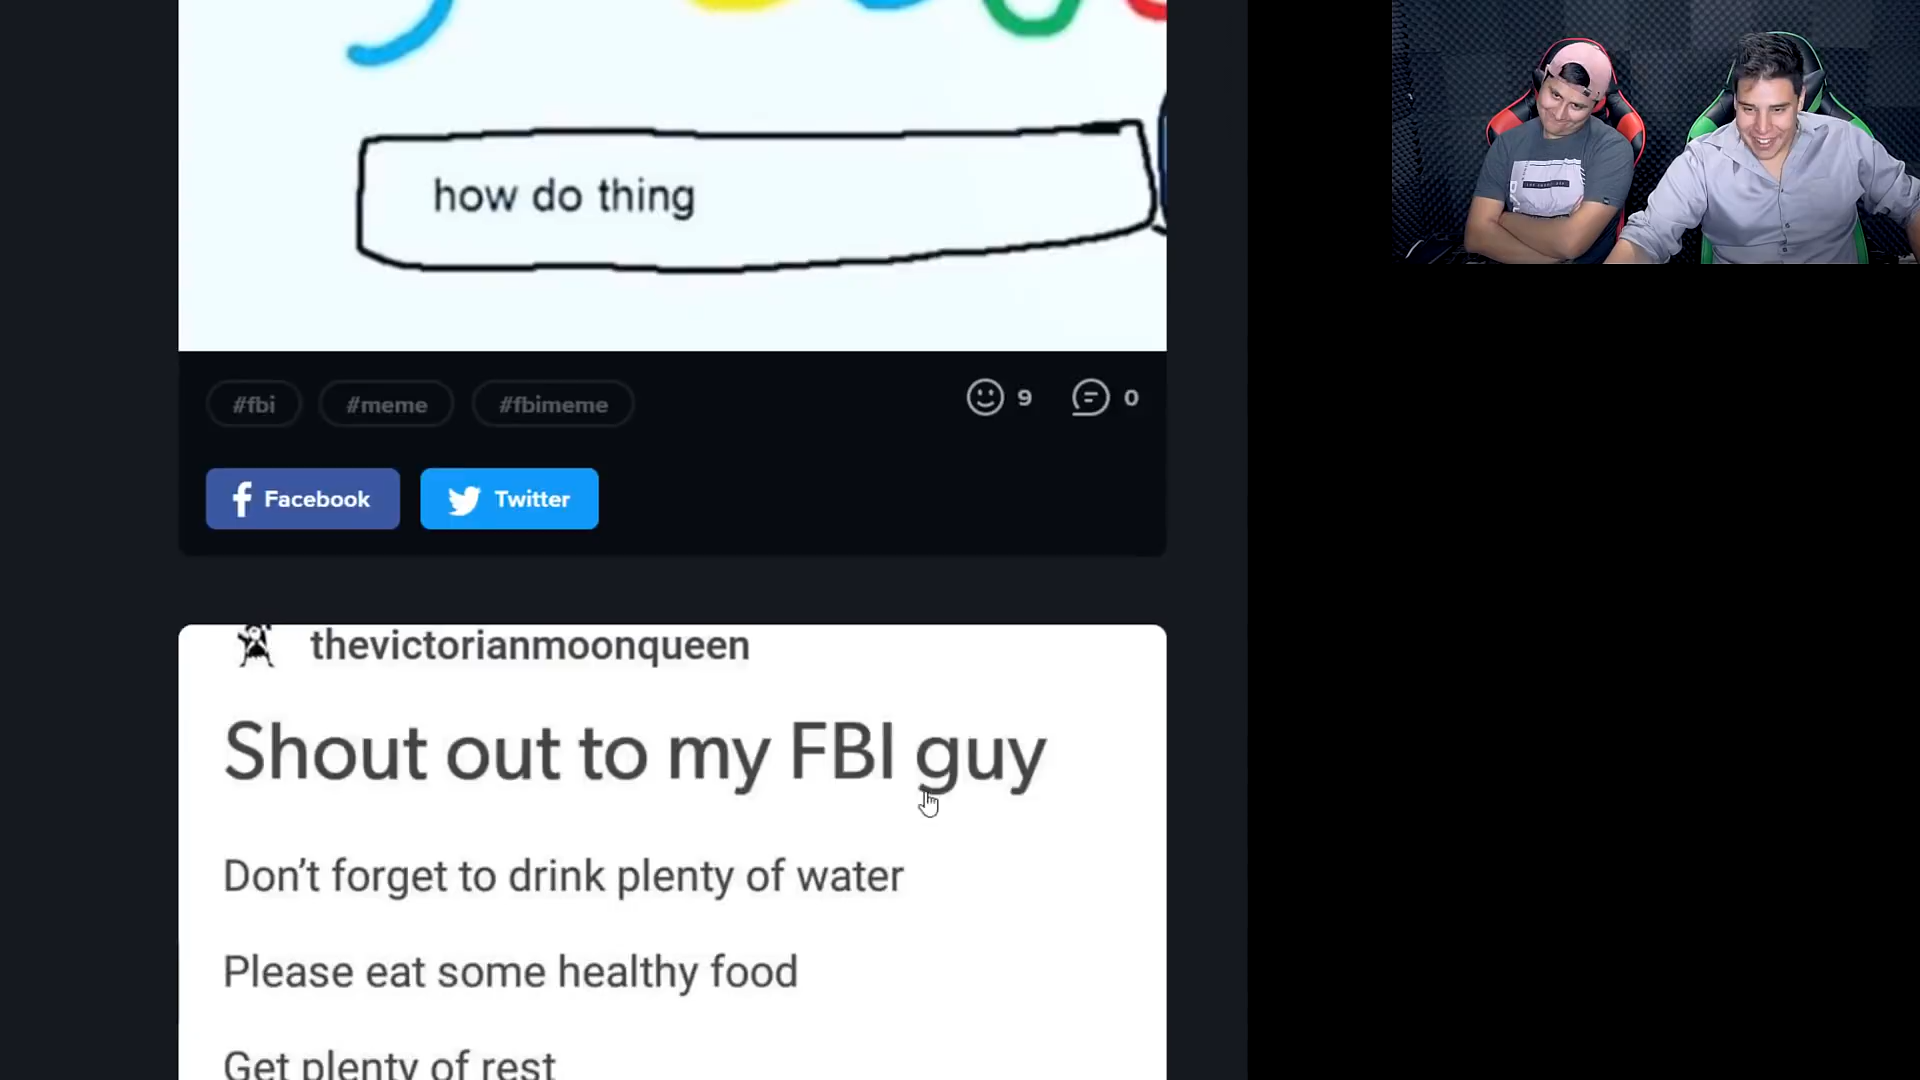 how do thing
#fbi #meme #fbimeme 9 0
Facebook Twitter
thevictorianmoonqueen
Shout out to my FBI guy
Don’t forget to drink plenty of water
Please eat some healthy food
Get plenty of rest